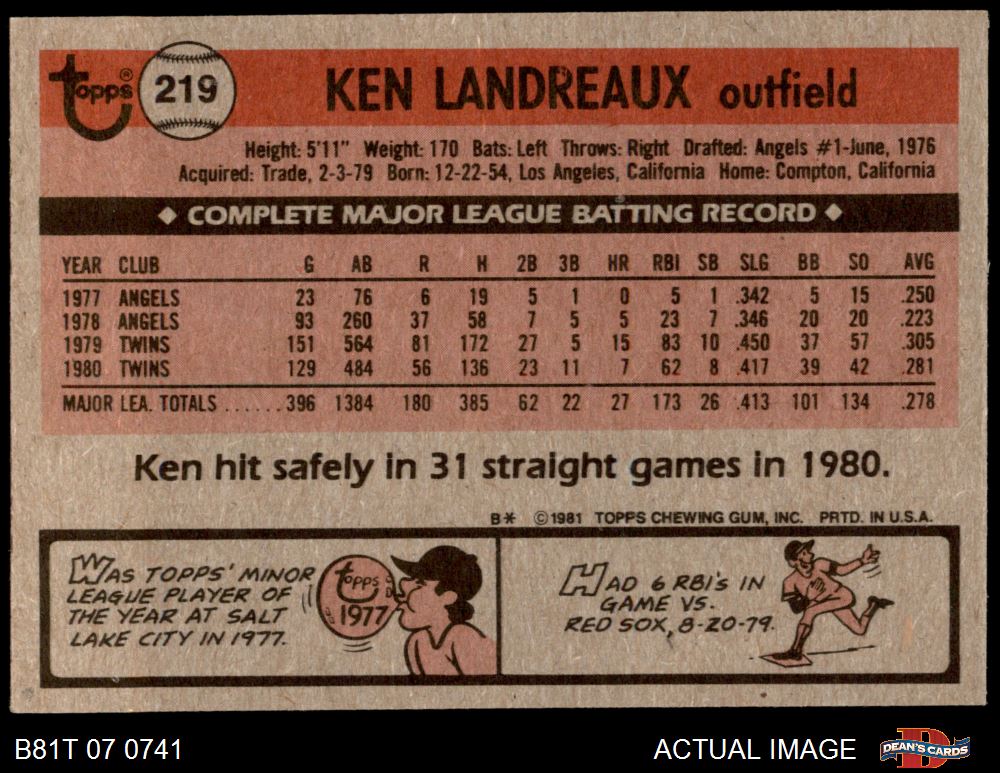 topps® 219 KEN LANDREAUX outfield
Height: 5'11" Weight: 170 Bats: Left Throws: Right Drafted: Angels #1-June, 1976
Acquired: Trade, 2-3-79 Born: 12-22-54, Los Angeles, California Home: Compton, California
◆ COMPLETE MAJOR LEAGUE BATTING RECORD ◆
YEAR CLUB G AB R H 2B 3B HR RBI SB SLG BB SO AVG
1977 ANGELS 23 76 6 19 5 1 0 5 1 .342 5 15 .250
1978 ANGELS 93 260 37 58 7 5 5 23 7 .346 20 20 .223
1979 TWINS 151 564 81 172 27 5 15 83 10 .450 37 57 .305
1980 TWINS 129 484 56 136 23 11 7 62 8 .417 39 42 .281
MAJOR LEA. TOTALS ......396 1384 180 385 62 22 27 173 26 .413 101 134 .278
Ken hit safely in 31 straight games in 1980.
B* ©1981 TOPPS CHEWING GUM, INC. PRTD. IN U.S.A.
WAS TOPPS' MINOR
LEAGUE PLAYER OF
THE YEAR AT SALT
LAKE CITY IN 1977.
topps
1977
HAD 6 RBI's IN
GAME VS.
RED SOX, 8-20-79.
B81T 07 0741 ACTUAL IMAGE DEAN'S CARDS